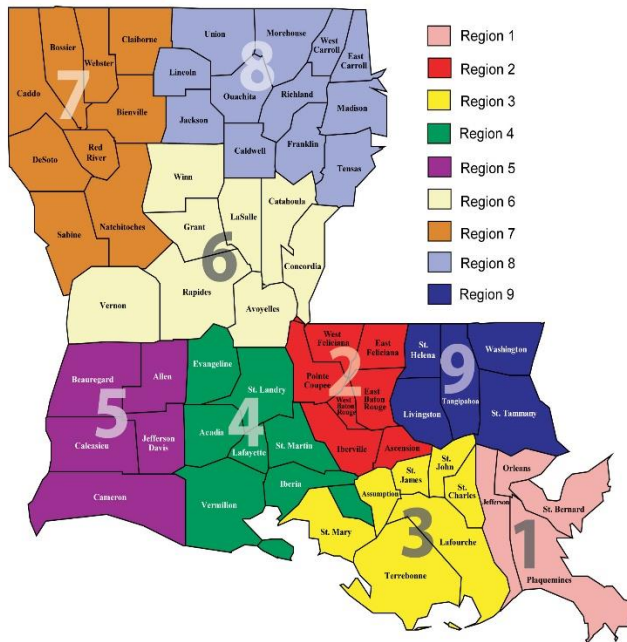 Union
Morehouse
West
Carroll
East
Carroll
Claiborne
Bossier
Webster
Caddo
7
Lincoln
8
Ouachita
Richland
Madison
Bienville
Jackson
Caldwell
Franklin
Tensas
DeSoto
Red
River
Winn
LaSalle
Catahoula
Sabine
Natchitoches
Grant
6
Concordia
Vernon
Rapides
Avoyelles
Region 1
Region 2
Region 3
Region 4
Region 5
Region 6
Region 7
Region 8
Region 9
Beauregard
Allen
5
Calcasieu
Jefferson
Davis
Cameron
Evangeline
St. Landry
4
Acadia
Lafayette
St. Martin
Vermilion
Iberia
West
Feliciana
East
Feliciana
2
Pointe
Coupee
West Baton
Rouge
East
Baton
Rouge
Iberville
Ascension
St.
Helena
Washington
9
Livingston
Tangipahoa
St. Tammany
St.
James
St.
John
St.
Charles
Assumption
St. Mary
3
Lafourche
Terrebonne
Orleans
Jefferson
St. Bernard
1
Plaquemines